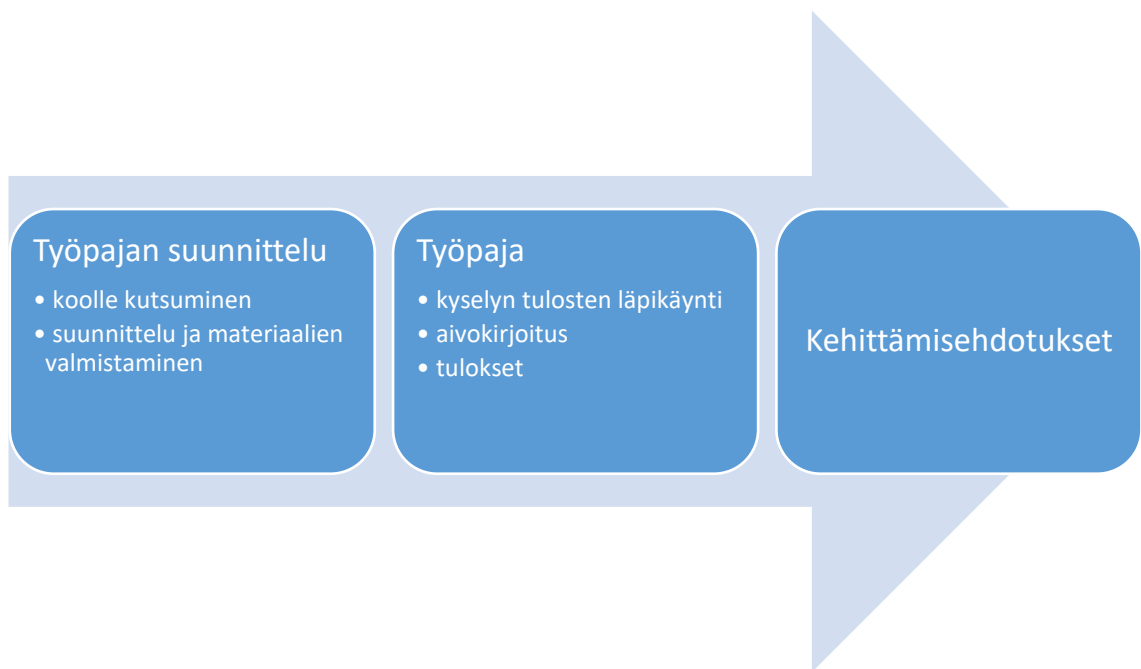 Työpajan suunnittelu
• koolle kutsuminen
• suunnittelu ja materiaalien
valmistaminen
Työpaja
• kyselyn tulosten läpikäynti
• aivokirjoitus
• tulokset
Kehittämisehdotukset